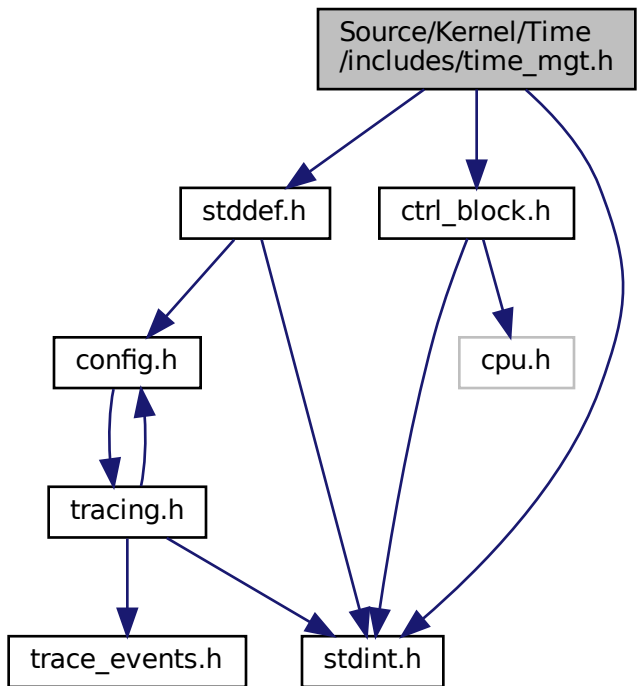 Source/Kernel/Time
/includes/time_mgt.h
stddef.h
ctrl_block.h
config.h
cpu.h
tracing.h
trace_events.h
stdint.h